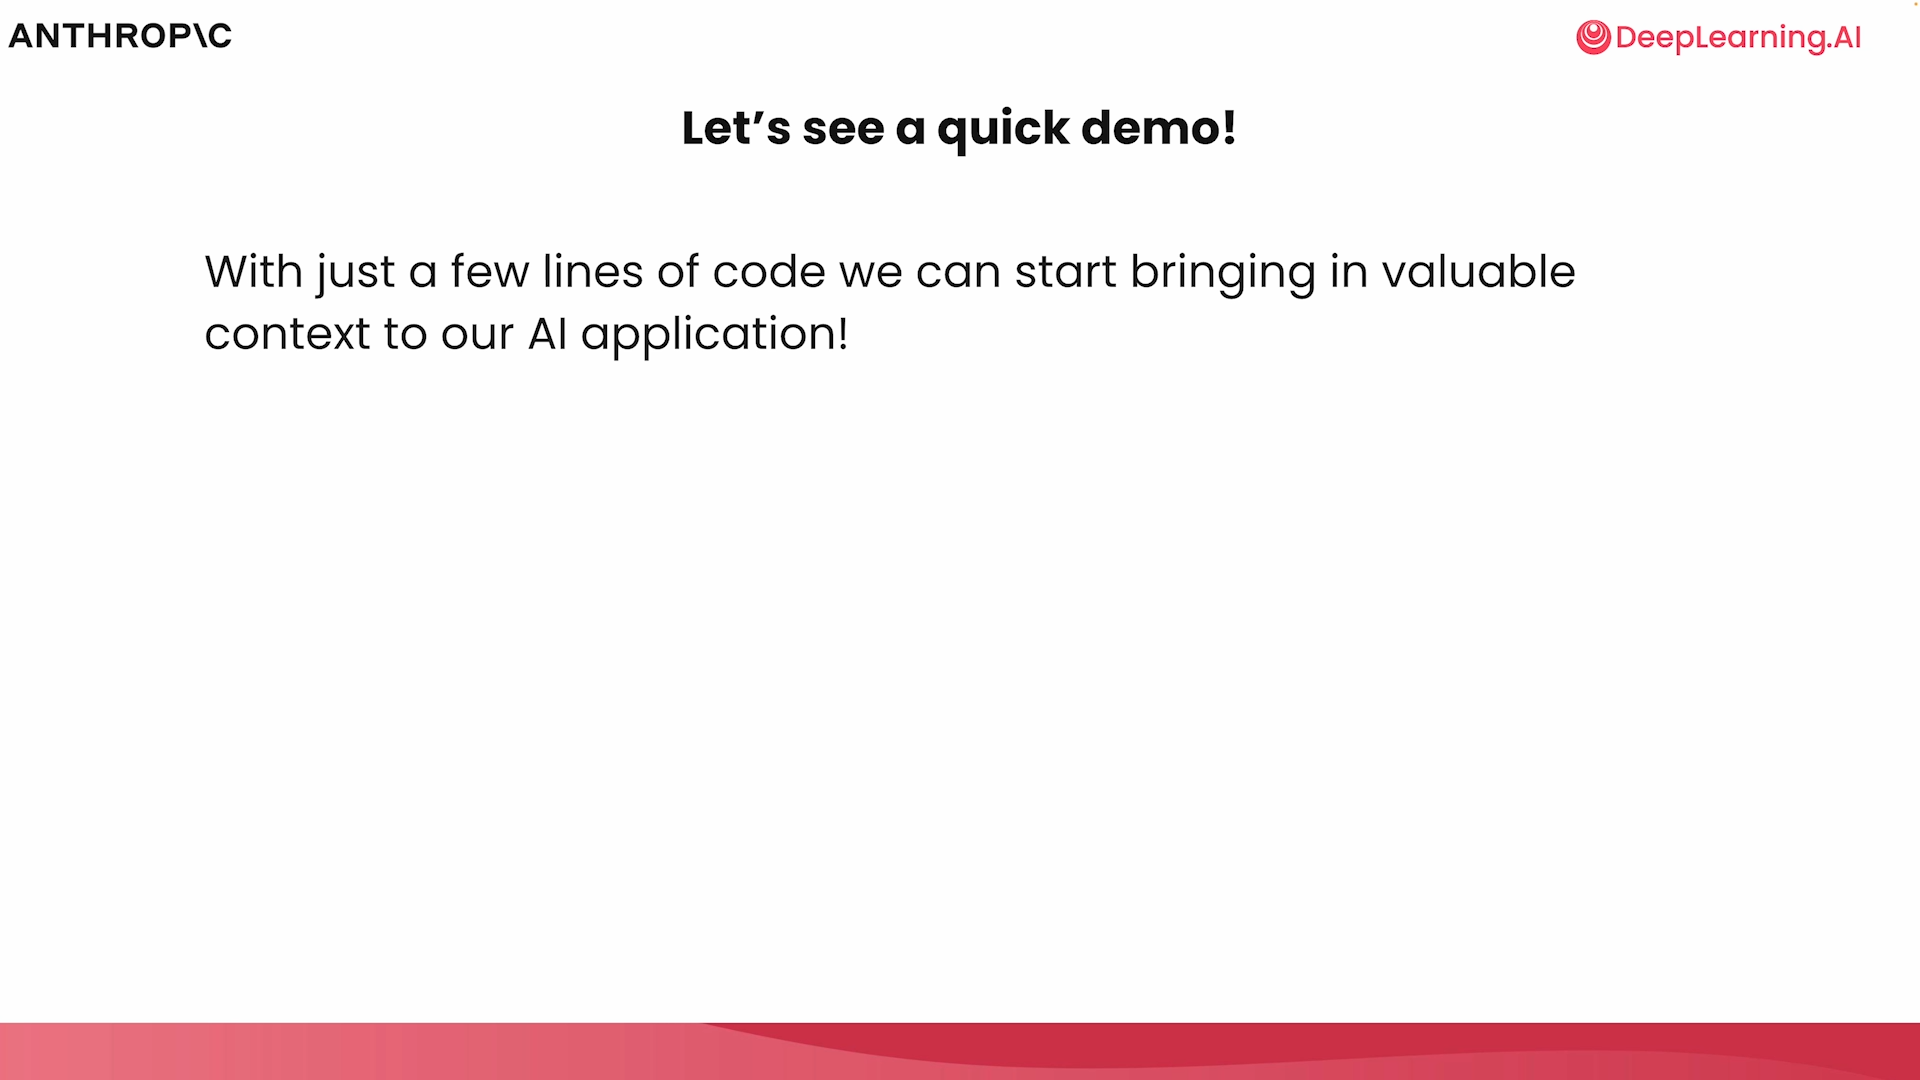 ANTHROP\C
DeepLearning.AI
Let’s see a quick demo!
With just a few lines of code we can start bringing in valuable
context to our AI application!